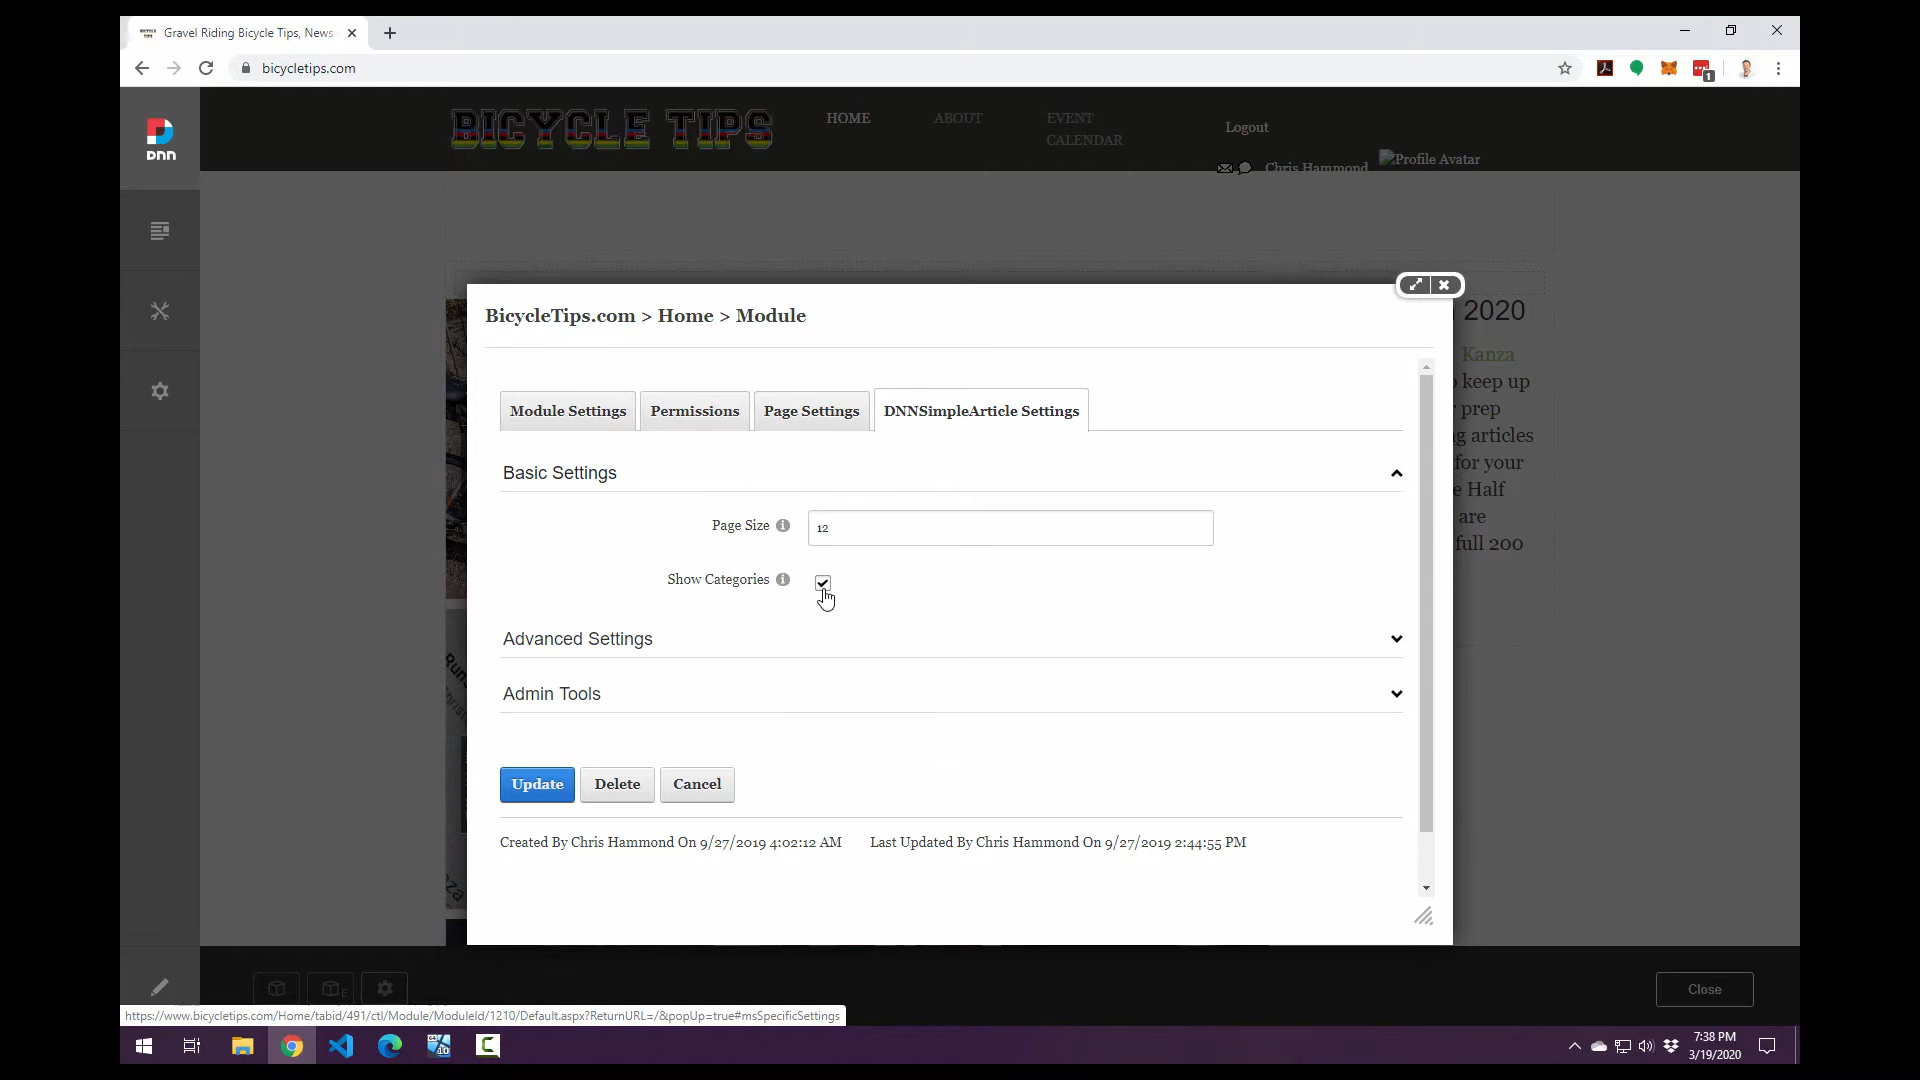 Gravel Riding Bicycle Tips, News
bicycletips.com
1
DNN
BICYCLE TIPS
HOME
ABOUT
EVENT
CALENDAR
Logout
Chris Hammond
Profile Avatar
BicycleTips.com > Home > Module
2020
Kanza
keep up
prep
articles
for your
Half
are
full 200
Module Settings
Permissions
Page Settings
DNNSimpleArticle Settings
Basic Settings
Page Size
12
Show Categories
Advanced Settings
Admin Tools
Update
Delete
Cancel
Created By Chris Hammond On 9/27/2019 4:02:12 AM
Last Updated By Chris Hammond On 9/27/2019 2:44:55 PM
E
Close
https://www.bicycletips.com/Home/tabid/491/ctl/Module/ModuleId/1210/Default.aspx?ReturnURL=/&popUp=true#msSpecificSettings
7:38 PM
3/19/2020